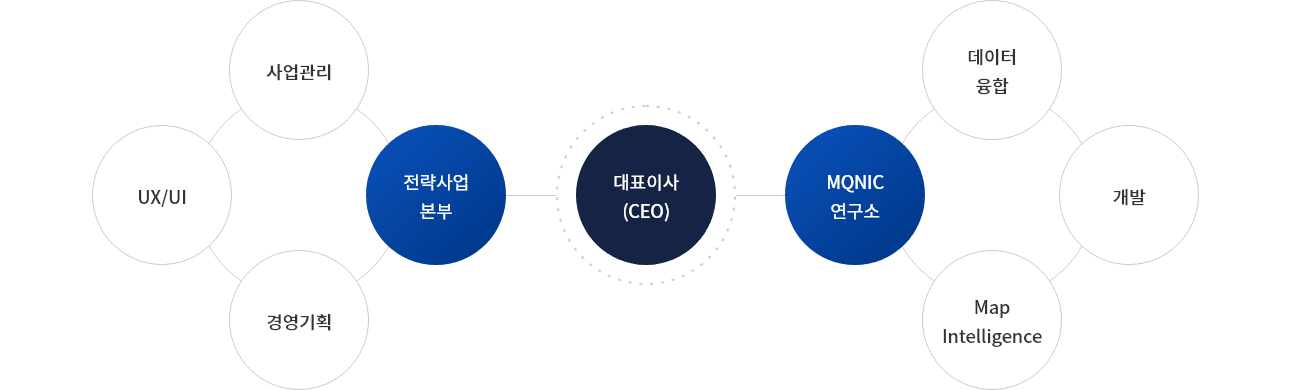 사업관리
UX/UI
경영기획
전략사업
본부
대표이사
(CEO)
MQNIC
연구소
데이터
융합
개발
Map
Intelligence